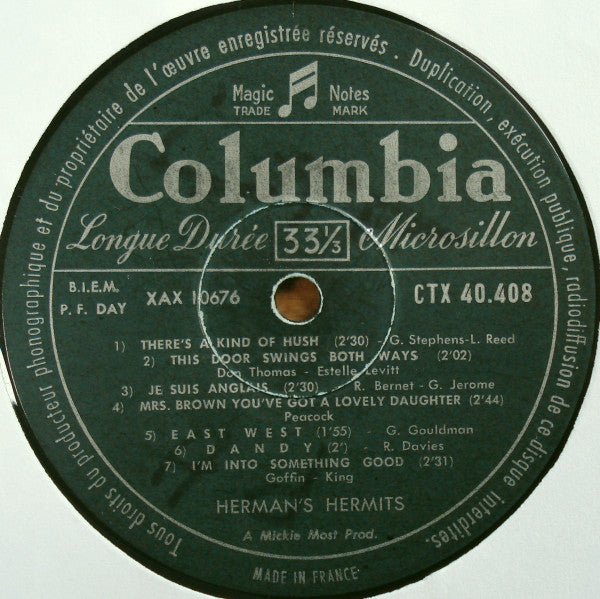 Tous droits du producteur phonographique et du propriétaire de l'œuvre enregistrée réservés - Duplication, exécution publique, radiodiffusion de ce disque interdites.
Magic Notes
TRADE MARK
Columbia
Longue Durée 33 1/3 Microsillon
B.I.E.M. XAX 10676 CTX 40.408
P. F. DAY
1) THERE'S A KIND OF HUSH (2'30) - G. Stephens-L. Reed
2) THIS DOOR SWINGS BOTH WAYS (2'02)
Don Thomas - Estelle Levitt
3) JE SUIS ANGLAIS (2'30) - R. Bernet - G. Jerome
4) MRS. BROWN YOU'VE GOT A LOVELY DAUGHTER (2'44)
Peacock
5) EAST WEST (1'55) - G. Gouldman
6) DANDY (2') - R. Davies
7) I'M INTO SOMETHING GOOD (2'31)
Goffin - King
HERMAN'S HERMITS
A Mickie Most Prod.
MADE IN FRANCE